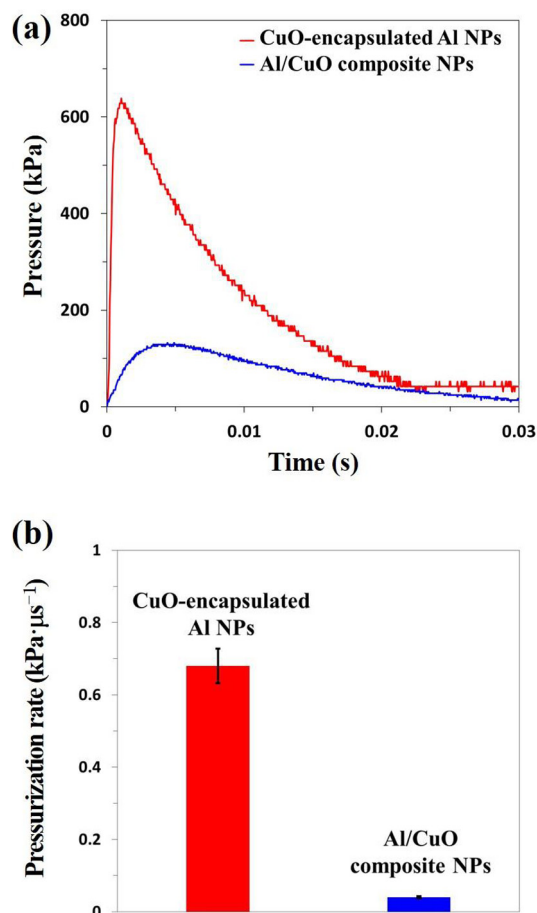 (a)
800
CuO-encapsulated Al NPs
Al/CuO composite NPs
600
400
200
0
Pressure (kPa)
0 0.01 0.02 0.03
Time (s)
(b)
1
CuO-encapsulated
Al NPs
0.8
0.6
0.4
0.2
0
Pressurization rate (kPa·μs⁻¹)
Al/CuO
composite NPs